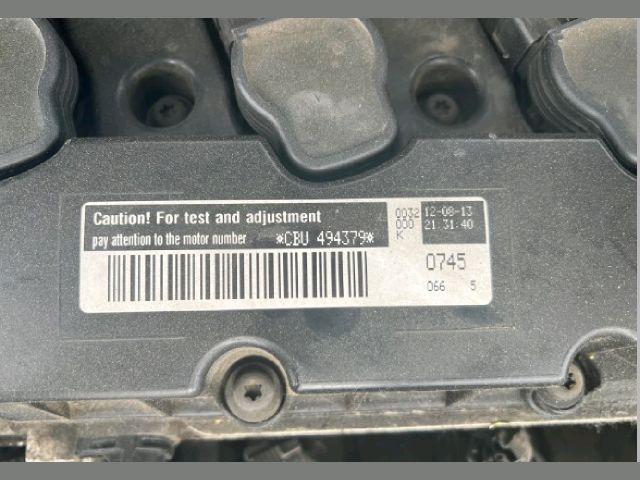 Caution! For test and adjustment
pay attention to the motor number *CBU 494379*
0032 12-08-13
000 21:31:40
K
0745
066 5